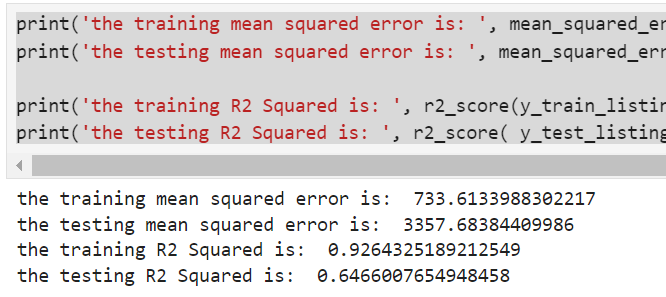 print('the training mean squared error is: ', mean_squared_er
print('the testing mean squared error is: ', mean_squared_er
print('the training R2 Squared is: ', r2_score(y_train_listin
print('the testing R2 Squared is: ', r2_score( y_test_listing
the training mean squared error is:  733.6133988302217
the testing mean squared error is:  3357.68384409986
the training R2 Squared is:  0.9264325189212549
the testing R2 Squared is:  0.6466007654948458